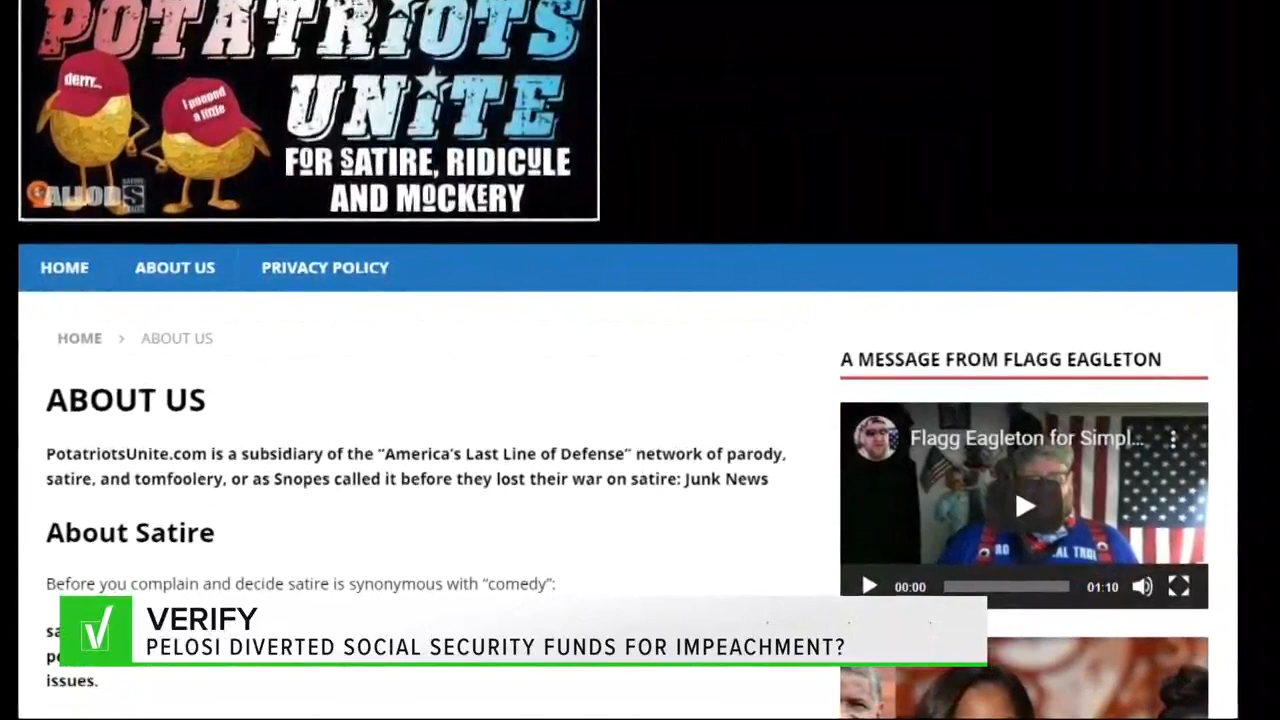 POTATRIOTS
UNITE
derrr...
I pooped
a little
FOR SATIRE, RIDICULE
AND MOCKERY
ALLOD
S
HOME ABOUT US PRIVACY POLICY
HOME > ABOUT US
ABOUT US
PotatriotsUnite.com is a subsidiary of the "America's Last Line of Defense" network of parody,
satire, and tomfoolery, or as Snopes called it before they lost their war on satire: Junk News
About Satire
Before you complain and decide satire is synonymous with "comedy":
issues.
A MESSAGE FROM FLAGG EAGLETON
Flagg Eagleton for Simpl...
00:00 01:10
VERIFY
PELOSI DIVERTED SOCIAL SECURITY FUNDS FOR IMPEACHMENT?